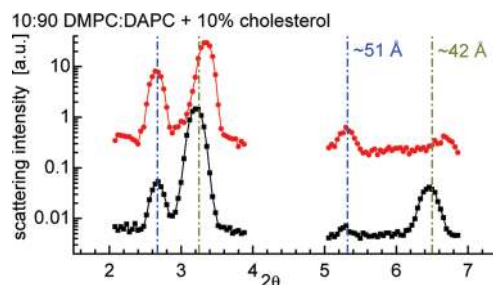 10:90 DMPC:DAPC + 10% cholesterol
scattering intensity [a.u.]
10
1
0.1
0.01
~51 Å
~42 Å
2
3
4
5
6
7
2θ